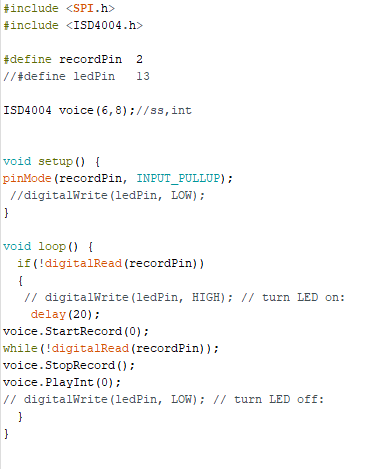 #include <SPI.h>
#include <ISD4004.h>

#define recordPin  2
//#define ledPin   13

ISD4004 voice(6,8);//ss,int


void setup() {
pinMode(recordPin, INPUT_PULLUP);
 //digitalWrite(ledPin, LOW);
}

void loop() {
  if(!digitalRead(recordPin))
  {
   // digitalWrite(ledPin, HIGH); // turn LED on:
    delay(20);
voice.StartRecord(0);
while(!digitalRead(recordPin));
voice.StopRecord();
voice.PlayInt(0);
// digitalWrite(ledPin, LOW); // turn LED off:
  }
}